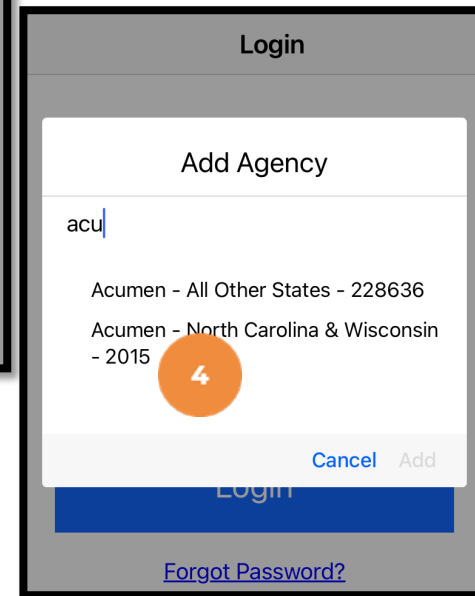 Login
Add Agency
acu
Acumen - All Other States - 228636
Acumen - North Carolina & Wisconsin
- 2015
4
Cancel Add
Login
Forgot Password?